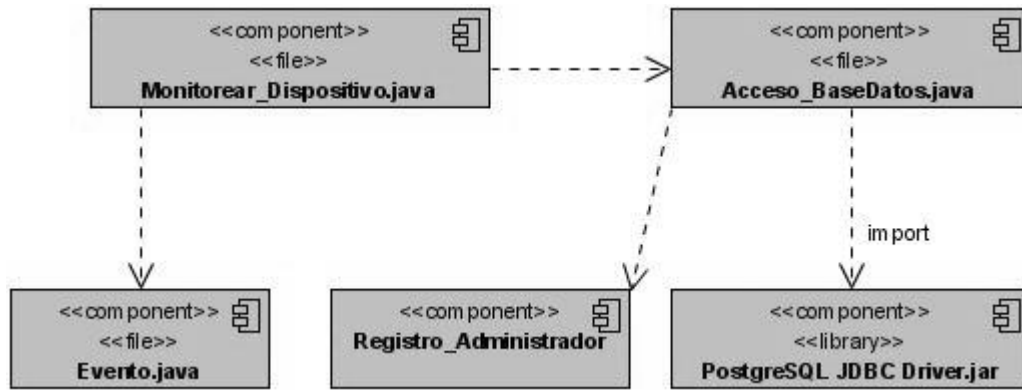 <<component>>
<<file>>
Monitorear_Dispositivo.java
<<component>>
<<file>>
Acceso_BaseDatos.java
import
<<component>>
<<file>>
Evento.java
<<component>>
Registro_Administrador
<<component>>
<<library>>
PostgreSQL JDBC Driver.jar